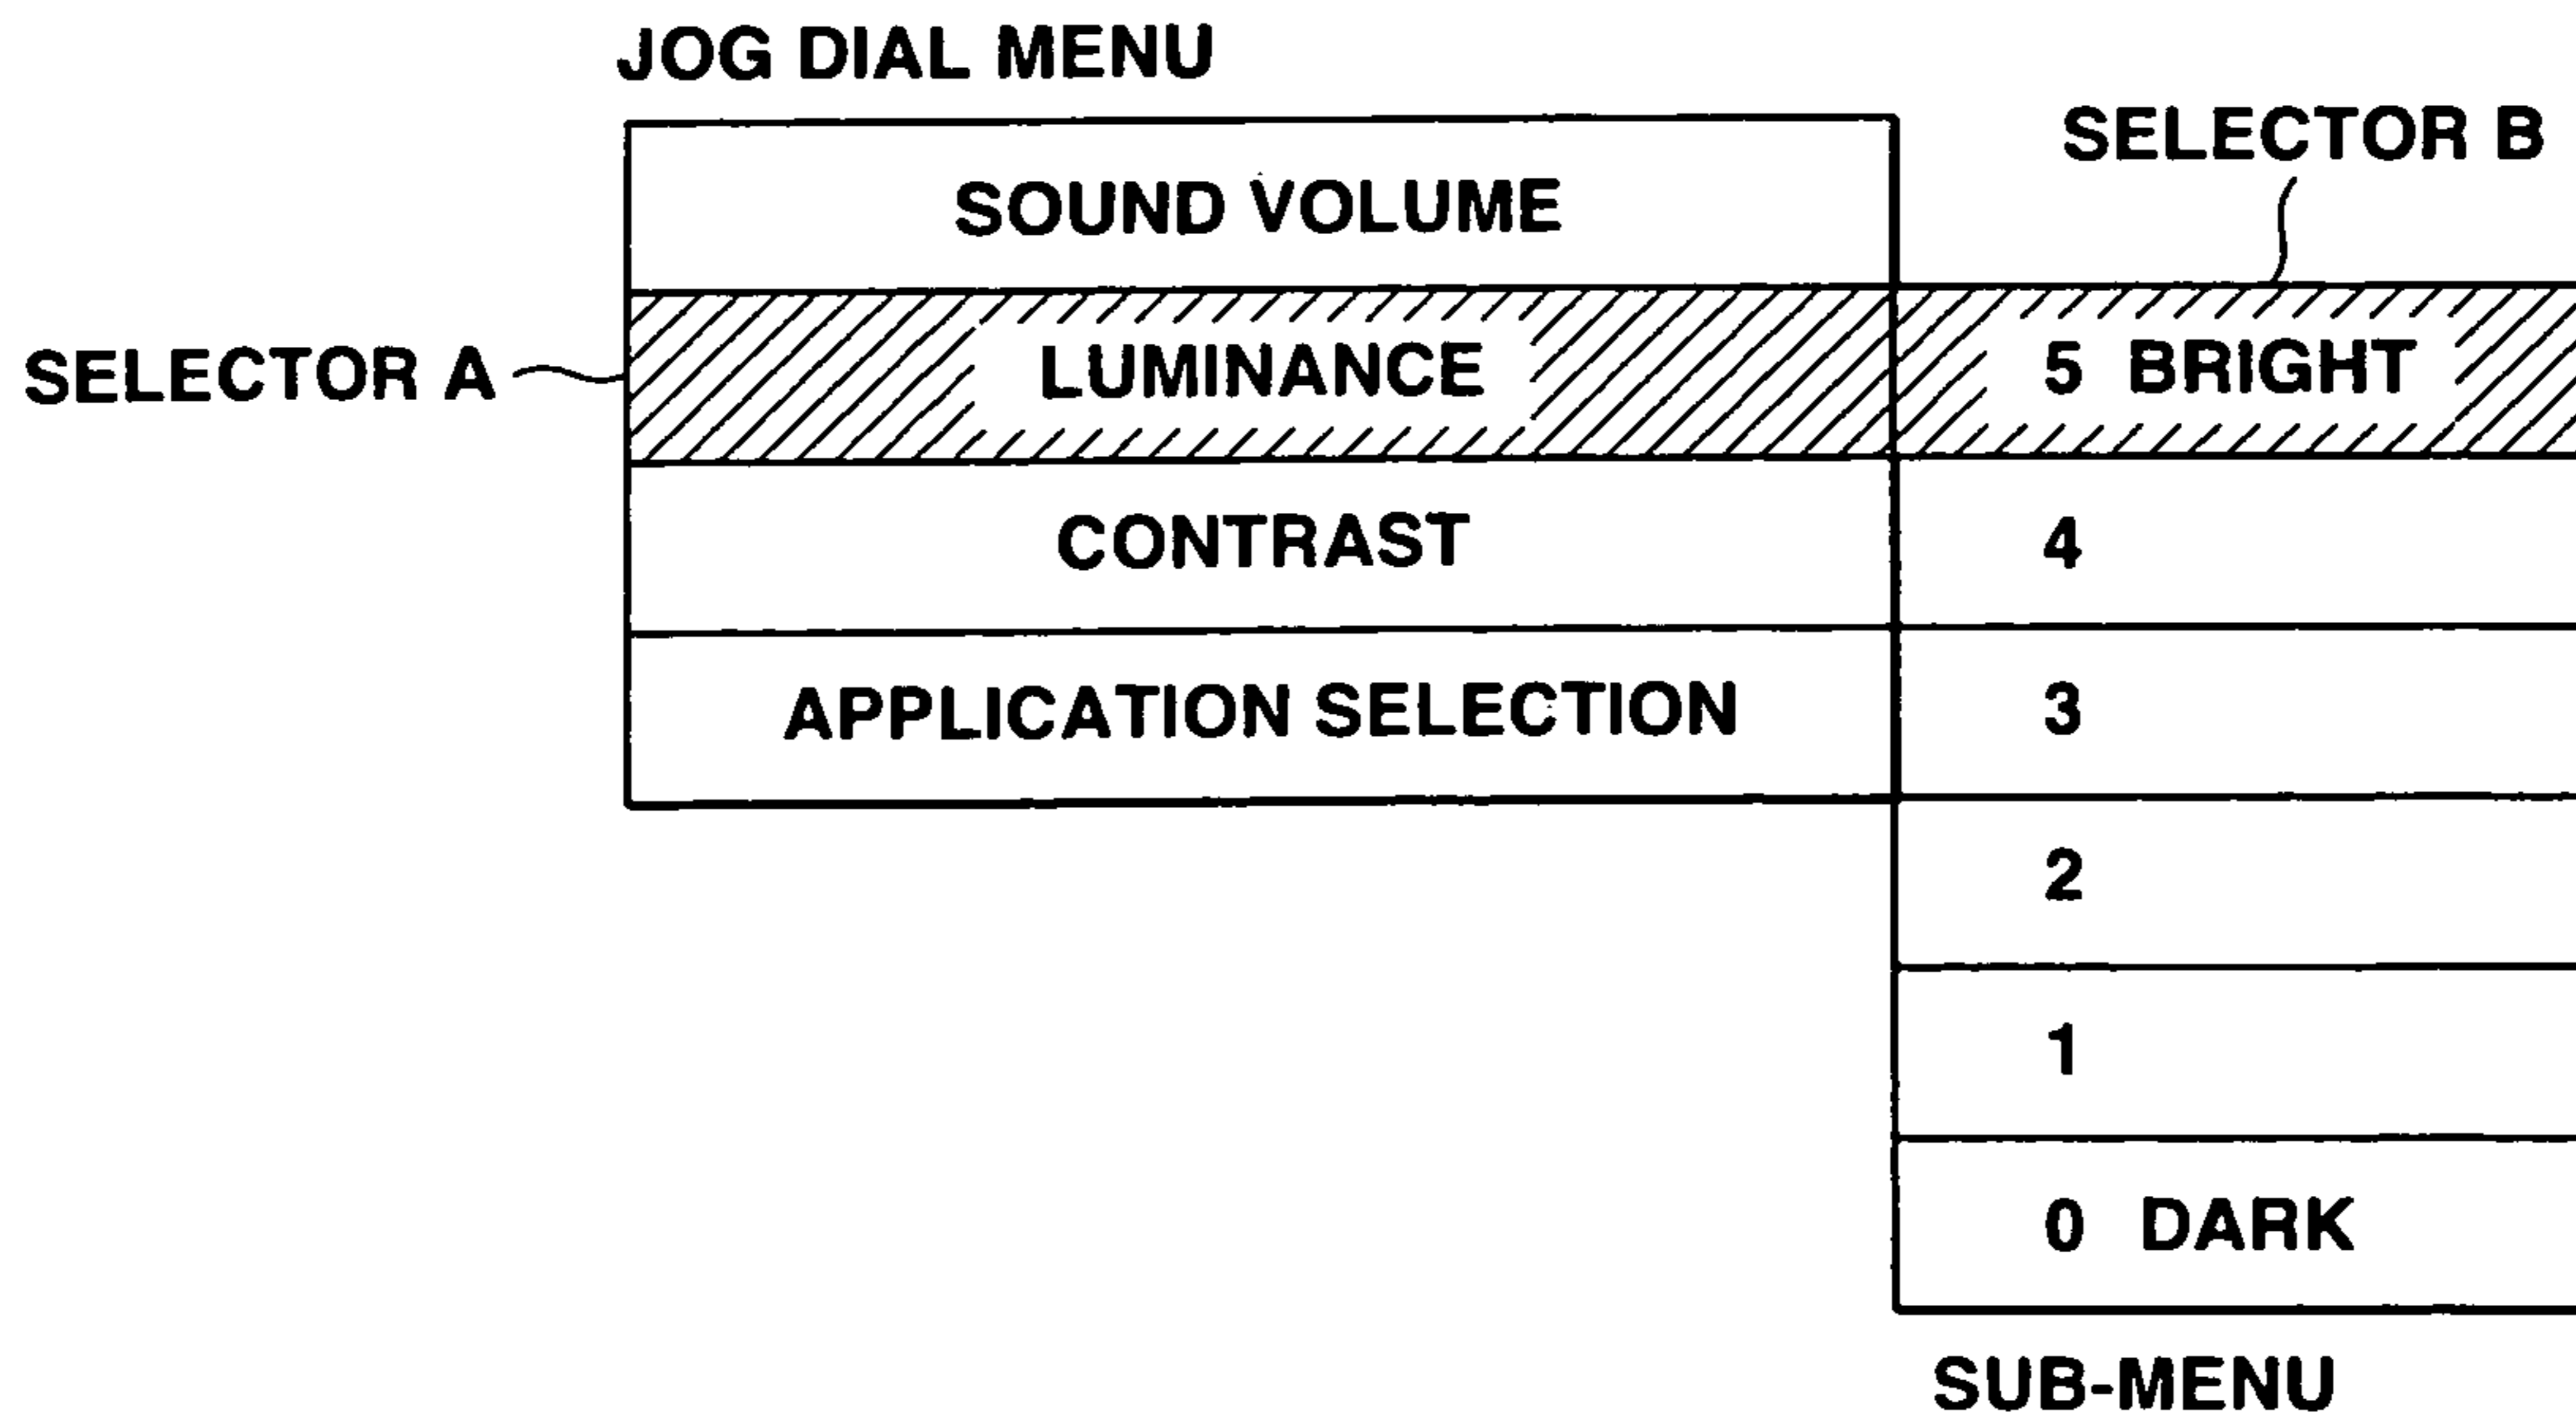 JOG DIAL MENU
SELECTOR B
SOUND VOLUME
SELECTOR A
LUMINANCE
5 BRIGHT
CONTRAST
4
APPLICATION SELECTION
3
2
1
0 DARK
SUB-MENU